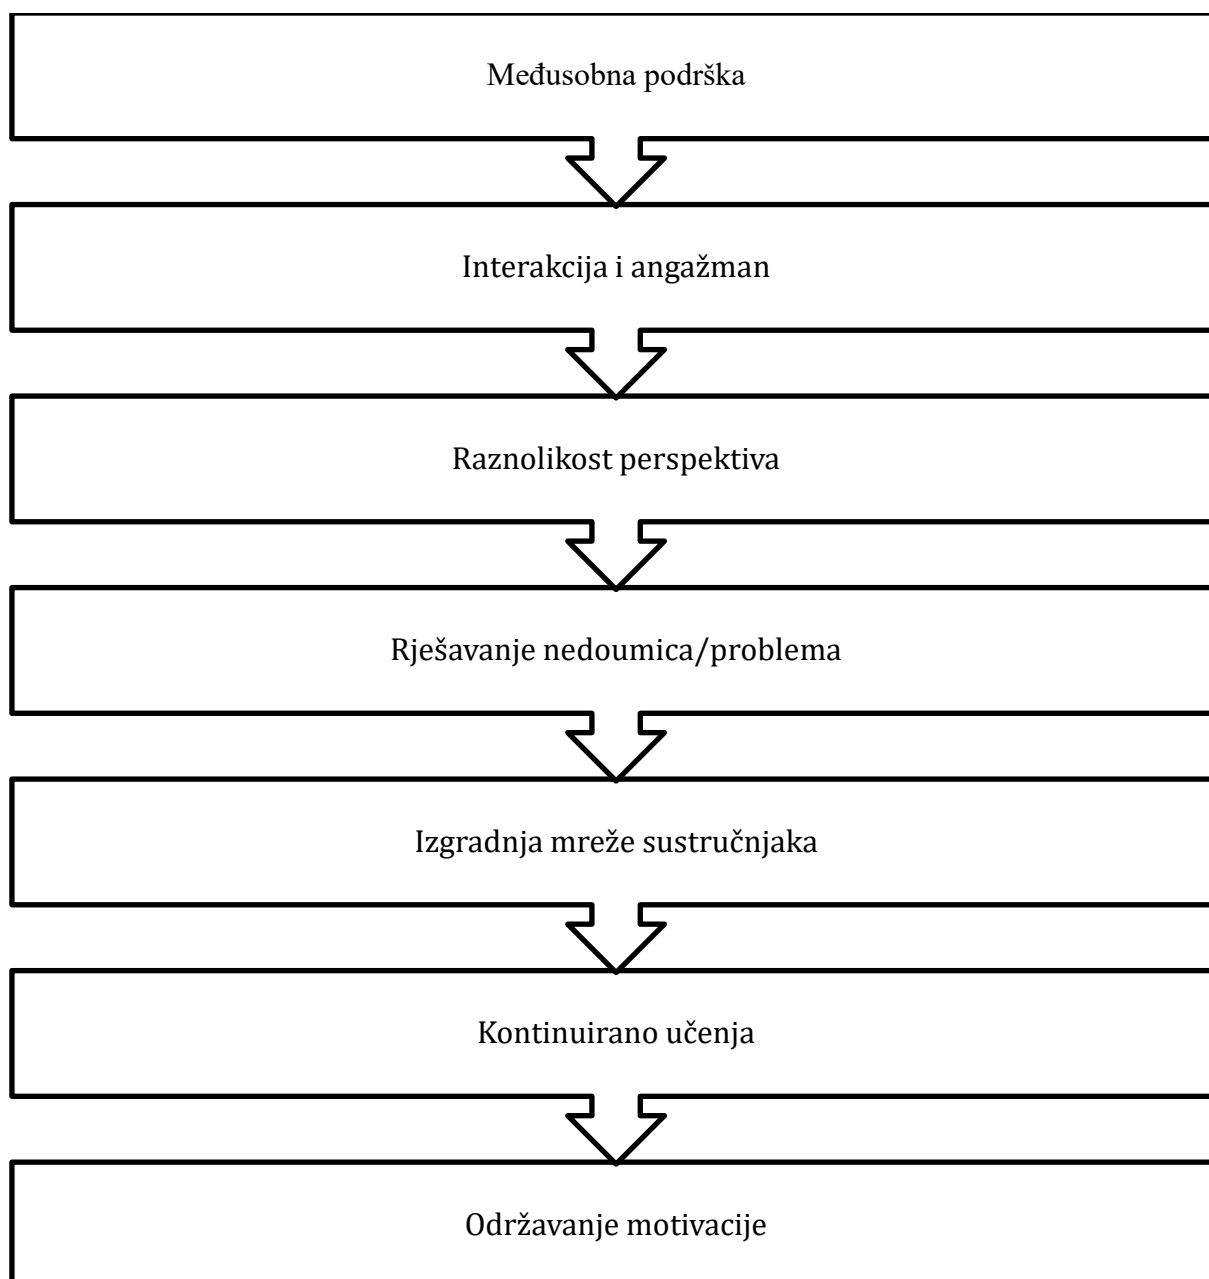 Međusobna podrška
Interakcija i angažman
Raznolikost perspektiva
Rješavanje nedoumica/problema
Izgradnja mreže sustručnjaka
Kontinuirano učenja
Održavanje motivacije